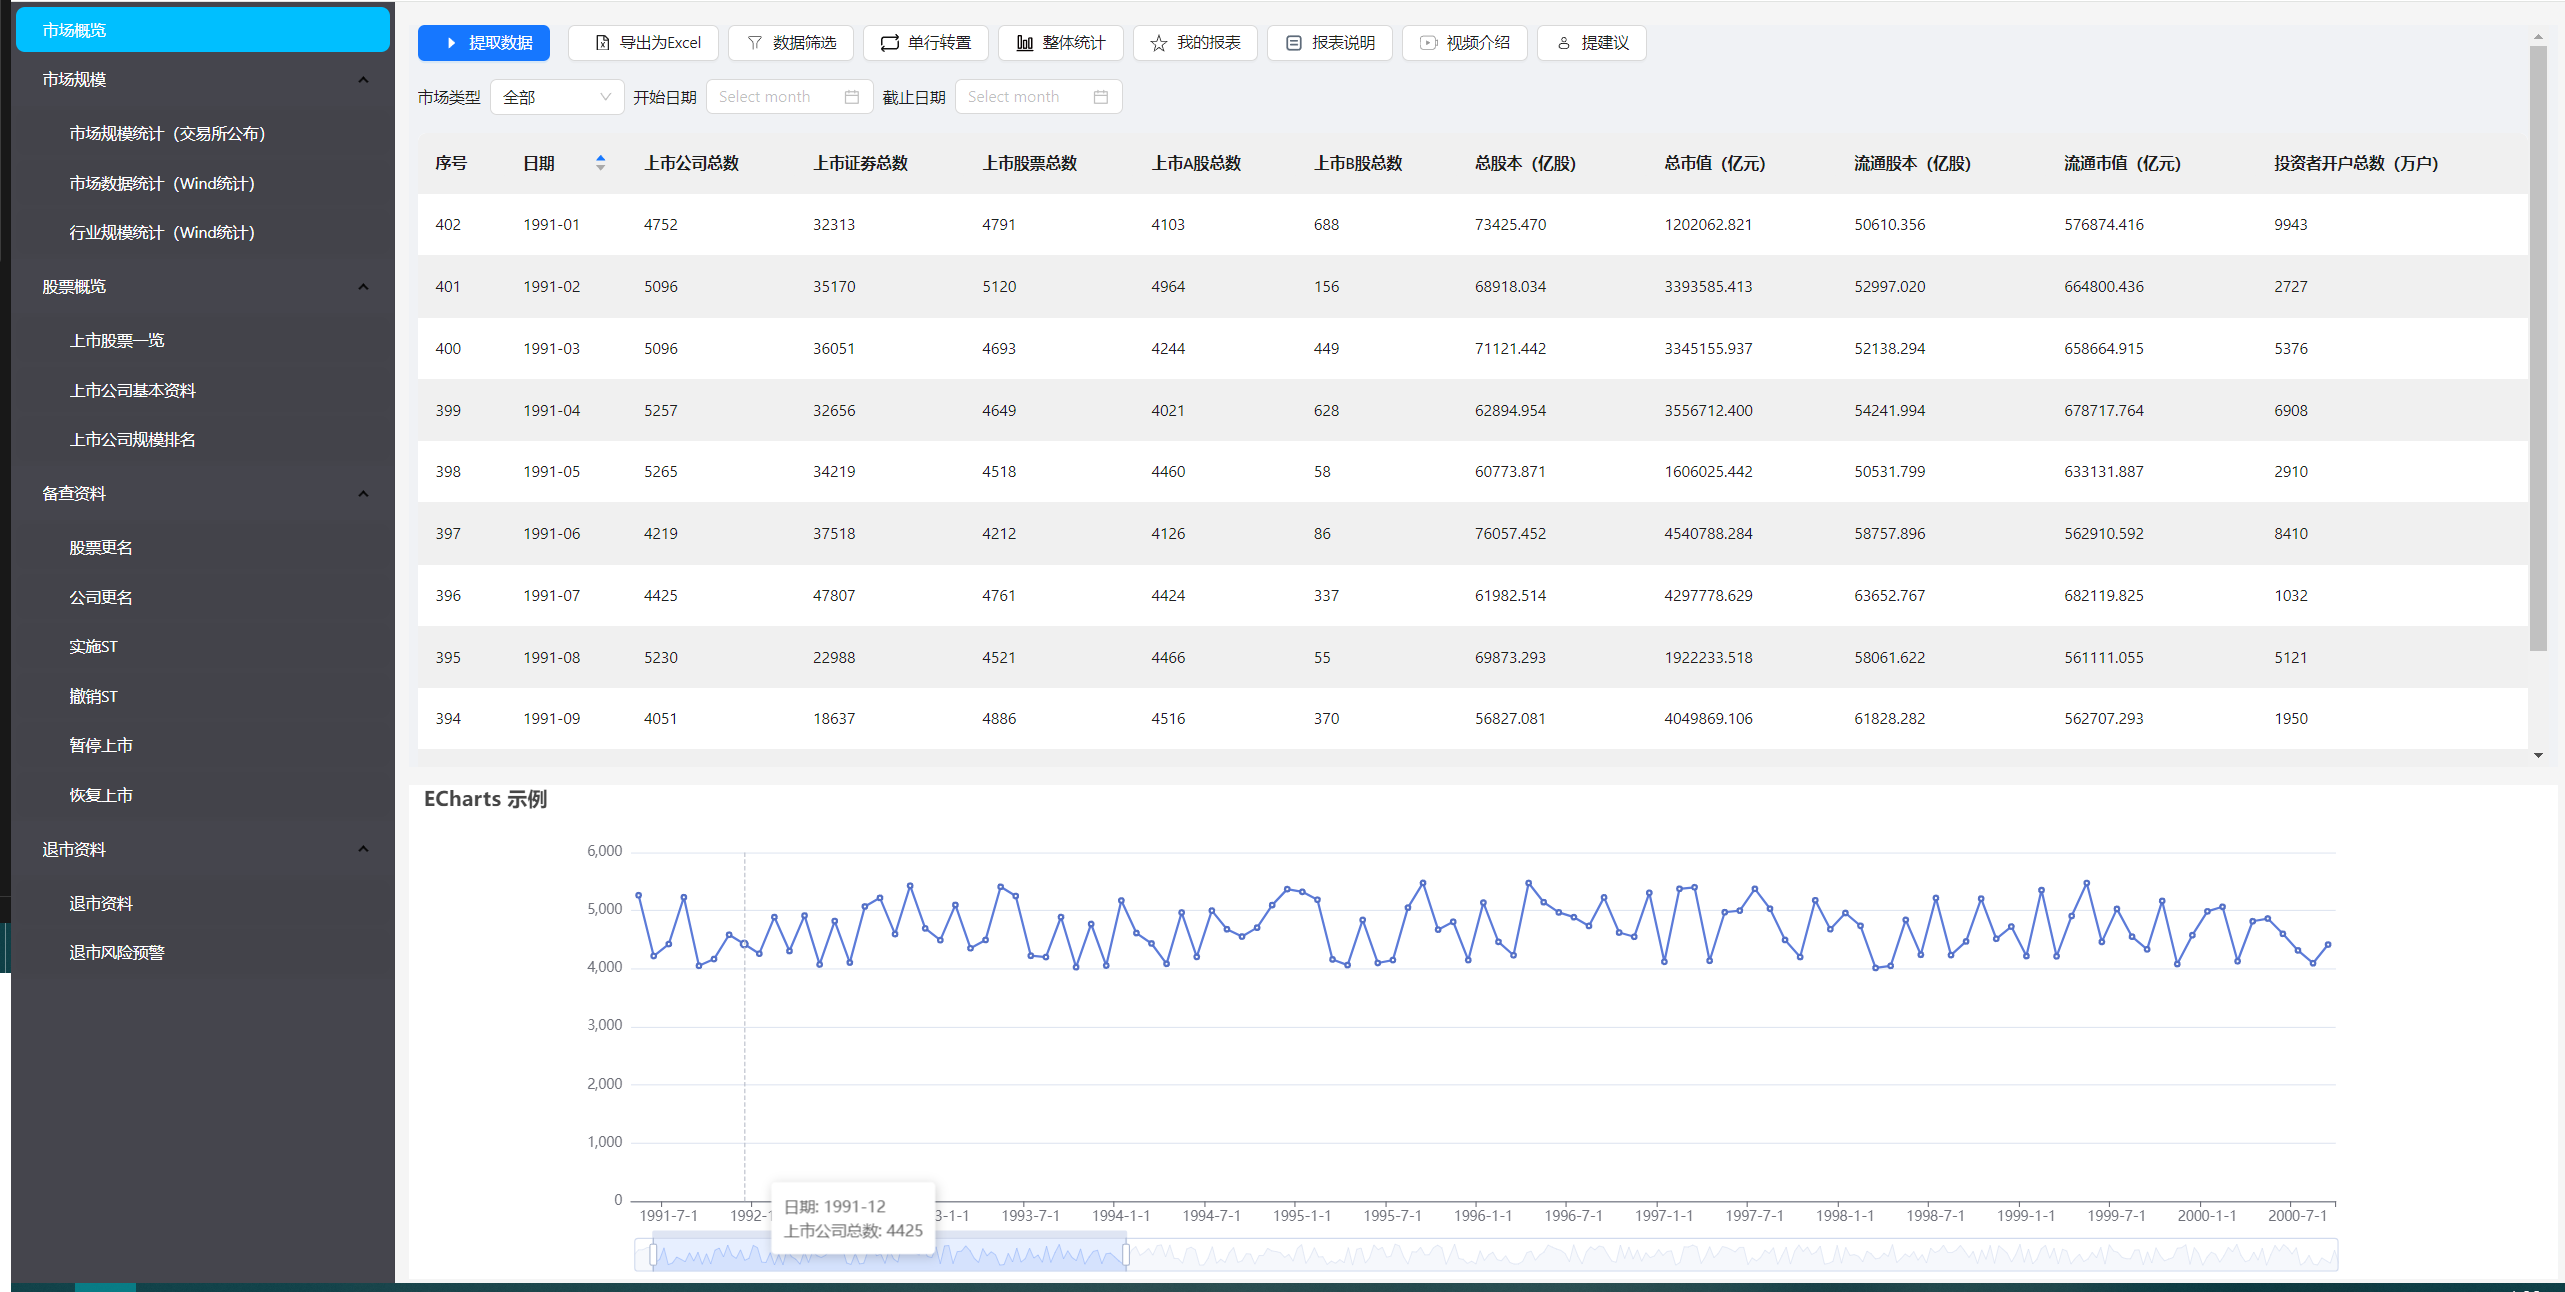 市场概览
市场规模
市场规模统计（交易所公布）
市场数据统计（Wind统计）
行业规模统计（Wind统计）
股票概览
上市股票一览
上市公司基本资料
上市公司规模排名
备查资料
股票更名
公司更名
实施ST
撤销ST
暂停上市
恢复上市
退市资料
退市资料
退市风险预警
提取数据 导出为Excel 数据筛选 单行转置 整体统计 我的报表 报表说明 视频介绍 提建议
市场类型 全部 开始日期 Select month 截止日期 Select month
序号 日期 上市公司总数 上市证券总数 上市股票总数 上市A股总数 上市B股总数 总股本（亿股） 总市值（亿元） 流通股本（亿股） 流通市值（亿元） 投资者开户总数（万户）
402 1991-01 4752 32313 4791 4103 688 73425.470 1202062.821 50610.356 576874.416 9943
401 1991-02 5096 35170 5120 4964 156 68918.034 3393585.413 52997.020 664800.436 2727
400 1991-03 5096 36051 4693 4244 449 71121.442 3345155.937 52138.294 658664.915 5376
399 1991-04 5257 32656 4649 4021 628 62894.954 3556712.400 54241.994 678717.764 6908
398 1991-05 5265 34219 4518 4460 58 60773.871 1606025.442 50531.799 633131.887 2910
397 1991-06 4219 37518 4212 4126 86 76057.452 4540788.284 58757.896 562910.592 8410
396 1991-07 4425 47807 4761 4424 337 61982.514 4297778.629 63652.767 682119.825 1032
395 1991-08 5230 22988 4521 4466 55 69873.293 1922233.518 58061.622 561111.055 5121
394 1991-09 4051 18637 4886 4516 370 56827.081 4049869.106 61828.282 562707.293 1950
ECharts 示例
6,000
5,000
4,000
3,000
2,000
1,000
0
1991-7-1 1992-1 3-1-1 1993-7-1 1994-1-1 1994-7-1 1995-1-1 1995-7-1 1996-1-1 1996-7-1 1997-1-1 1997-7-1 1998-1-1 1998-7-1 1999-1-1 1999-7-1 2000-1-1 2000-7-1
日期: 1991-12
上市公司总数: 4425